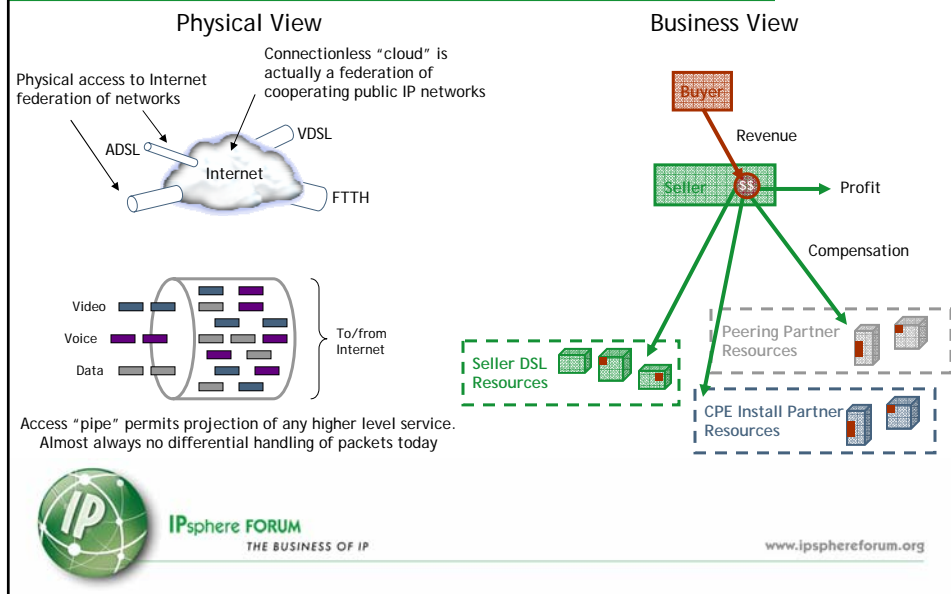 Physical View
Business View
Connectionless “cloud” is
actually a federation of
cooperating public IP networks
Physical access to Internet
federation of networks
ADSL
VDSL
Internet
FTTH
Buyer
Revenue
Seller
$$
Profit
Compensation
Video
Voice
Data
To/from
Internet
Seller DSL
Resources
Peering Partner
Resources
CPE Install Partner
Resources
Access “pipe” permits projection of any higher level service.
Almost always no differential handling of packets today
IP
IPsphere FORUM
THE BUSINESS OF IP
www.ipsphereforum.org